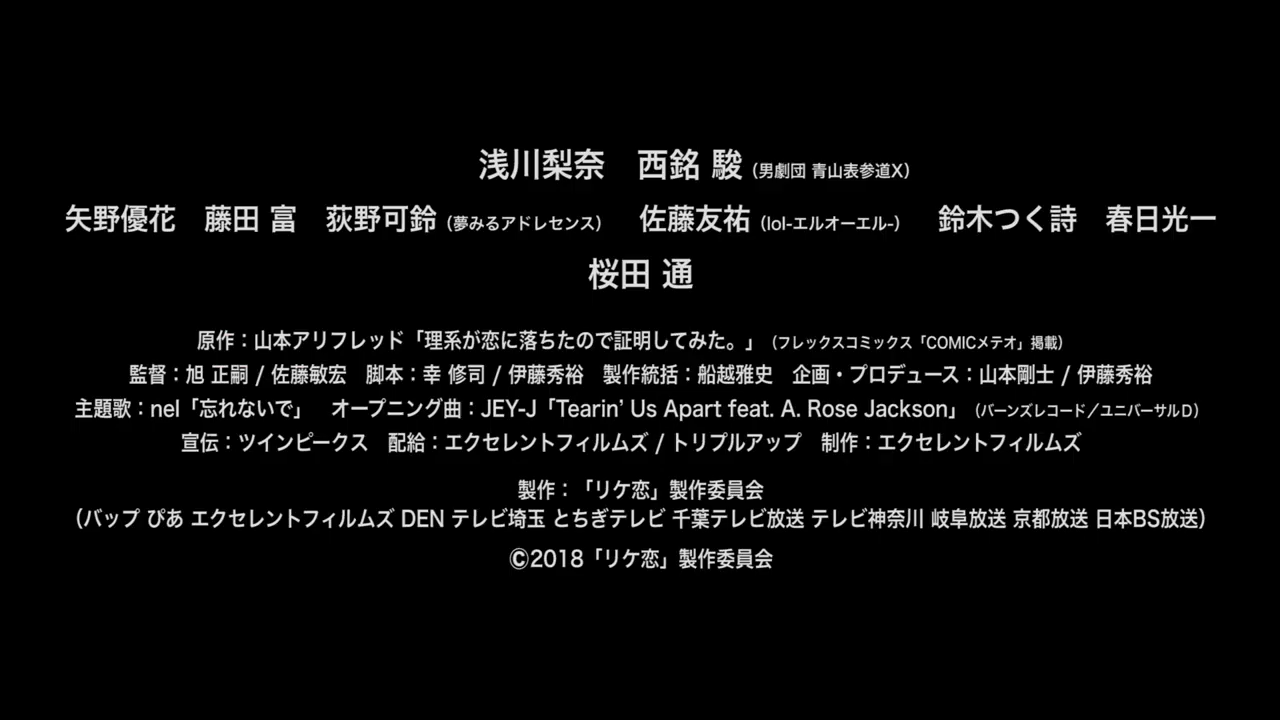 浅川梨奈　西銘 駿（男劇団 青山表参道X）
矢野優花　藤田 富　荻野可鈴（夢みるアドレセンス）　佐藤友祐（lol-エルオーエル-）　鈴木つく詩　春日光一
桜田 通
原作：山本アリフレッド「理系が恋に落ちたので証明してみた。」（フレックスコミックス「COMICメテオ」掲載）
監督：旭 正嗣 / 佐藤敏宏　脚本：幸 修司 / 伊藤秀裕　製作統括：船越雅史　企画・プロデュース：山本剛士 / 伊藤秀裕
主題歌：nel「忘れないで」　オープニング曲：JEY-J「Tearin’ Us Apart feat. A. Rose Jackson」（バーンズレコード／ユニバーサルＤ）
宣伝：ツインピークス　配給：エクセレントフィルムズ / トリプルアップ　制作：エクセレントフィルムズ
製作：「リケ恋」製作委員会
（バップ ぴあ エクセレントフィルムズ DEN テレビ埼玉 とちぎテレビ 千葉テレビ放送 テレビ神奈川 岐阜放送 京都放送 日本BS放送）
©2018「リケ恋」製作委員会